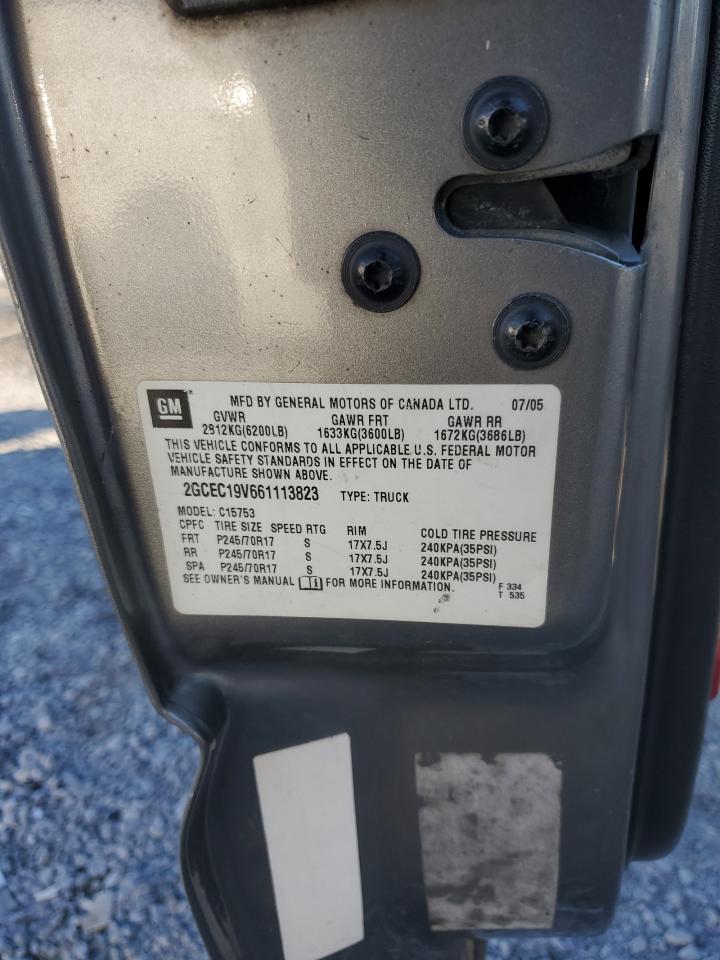 GM ® MFD BY GENERAL MOTORS OF CANADA LTD. 07/05
GVWR GAWR FRT GAWR RR
2812KG(6200LB) 1633KG(3600LB) 1672KG(3686LB)
THIS VEHICLE CONFORMS TO ALL APPLICABLE U.S. FEDERAL MOTOR
VEHICLE SAFETY STANDARDS IN EFFECT ON THE DATE OF
MANUFACTURE SHOWN ABOVE.
2GCEC19V661113823 TYPE: TRUCK
MODEL: C15753
CPFC TIRE SIZE SPEED RTG RIM COLD TIRE PRESSURE
FRT P245/70R17 S 17X7.5J 240KPA(35PSI)
RR P245/70R17 S 17X7.5J 240KPA(35PSI)
SPA P245/70R17 S 17X7.5J 240KPA(35PSI)
SEE OWNER'S MANUAL FOR MORE INFORMATION. F 334
T 535